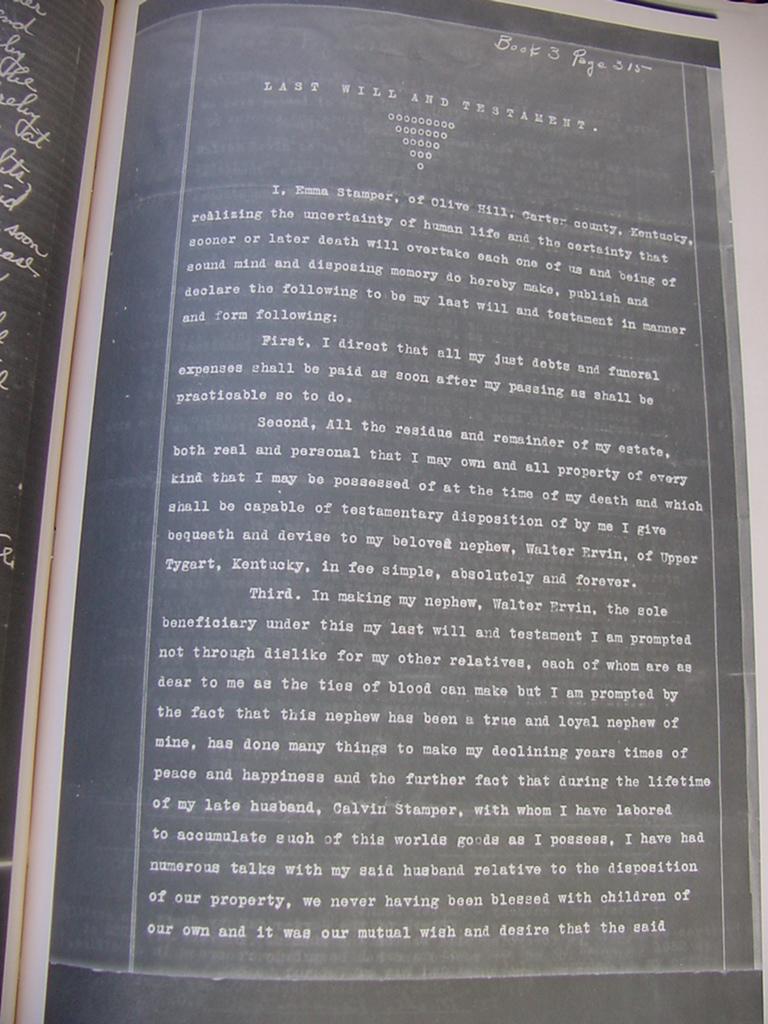 Book 3 Page 315
LAST WILL AND TESTAMENT.
ooooooooo
ooooooo
ooooo
ooo
o
I, Emma Stamper, of Olive Hill, Carter county, Kentucky,
realizing the uncertainty of human life and the certainty that
sooner or later death will overtake each one of us and being of
sound mind and disposing memory do hereby make, publish and
declare the following to be my last will and testament in manner
and form following:
First, I direct that all my just debts and funeral
expenses shall be paid as soon after my passing as shall be
practicable so to do.
Second, All the residue and remainder of my estate,
both real and personal that I may own and all property of every
kind that I may be possessed of at the time of my death and which
shall be capable of testamentary disposition of by me I give
bequeath and devise to my beloved nephew, Walter Ervin, of Upper
Tygart, Kentucky, in fee simple, absolutely and forever.
Third. In making my nephew, Walter Ervin, the sole
beneficiary under this my last will and testament I am prompted
not through dislike for my other relatives, each of whom are as
dear to me as the ties of blood can make but I am prompted by
the fact that this nephew has been a true and loyal nephew of
mine, has done many things to make my declining years times of
peace and happiness and the further fact that during the lifetime
of my late husband, Calvin Stamper, with whom I have labored
to accumulate such of this worlds goods as I possess, I have had
numerous talks with my said husband relative to the disposition
of our property, we never having been blessed with children of
our own and it was our mutual wish and desire that the said